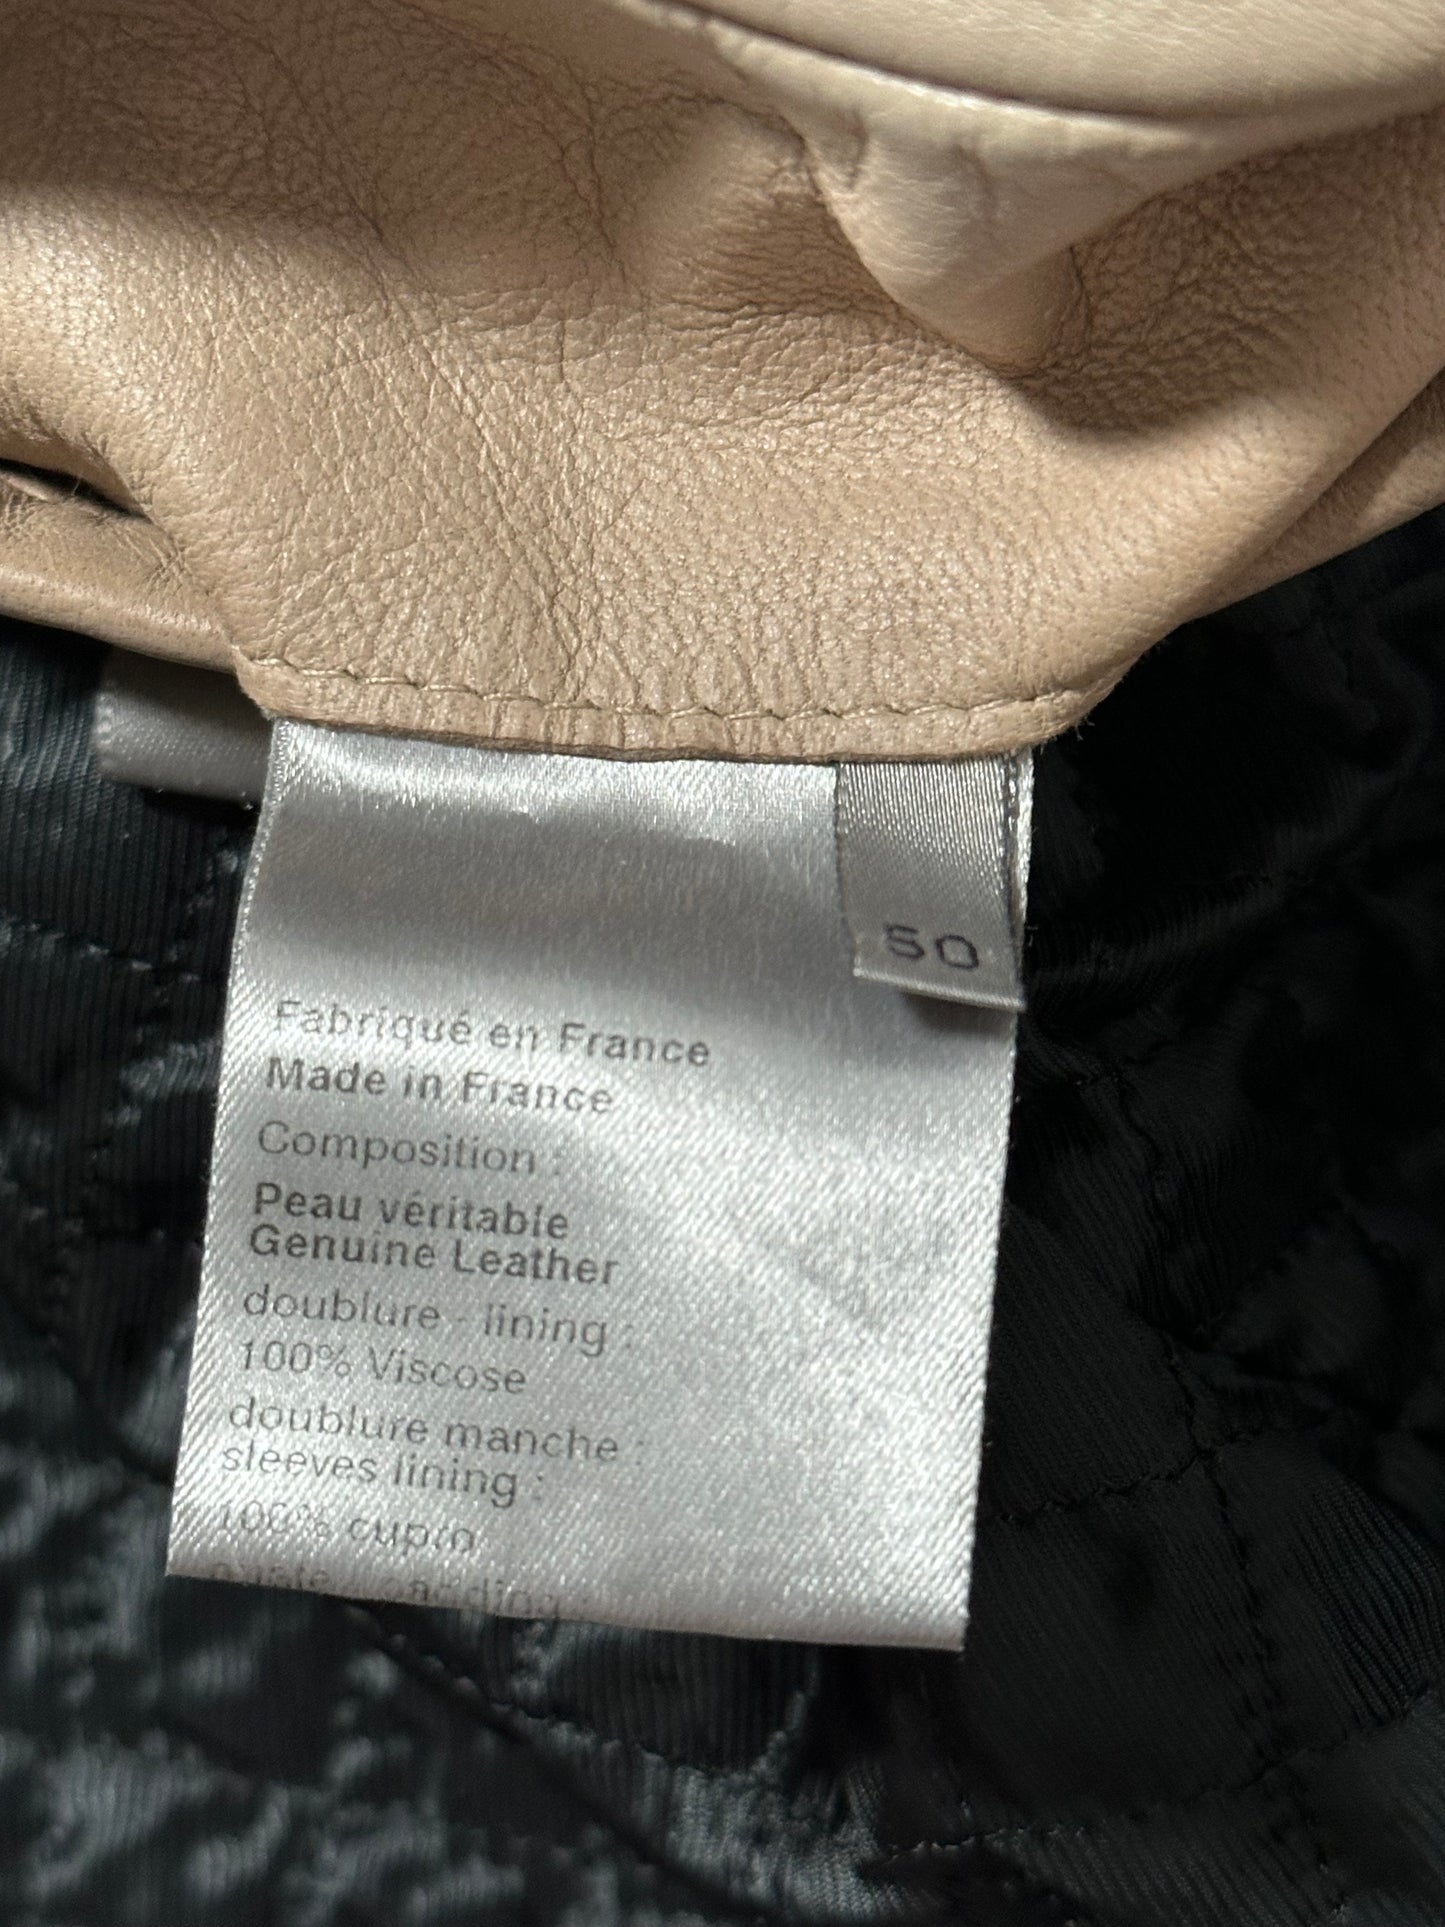 50
Fabriqué en France
Made in France
Composition :
Peau véritable
Genuine Leather
doublure - lining :
100% Viscose
doublure manche :
sleeves lining :
100% cupro